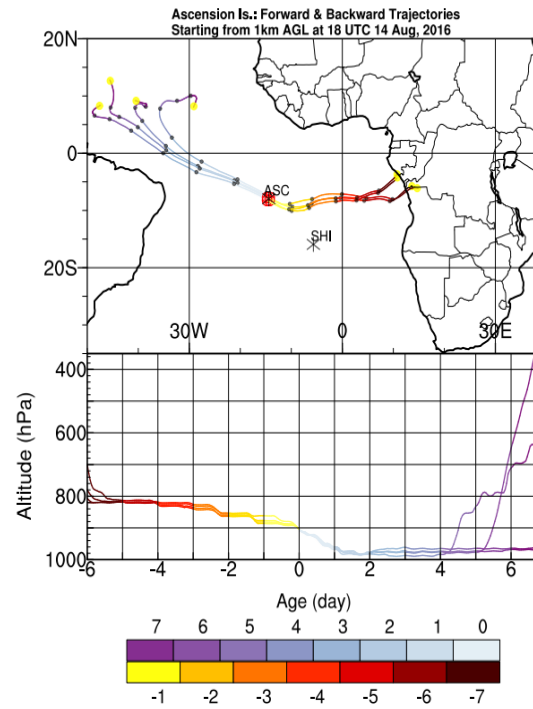 Ascension Is.: Forward & Backward Trajectories
Starting from 1km AGL at 18 UTC 14 Aug, 2016
20N
0
20S
ASC
SHI
30W 0 30E
400
600
800
1000
Altitude (hPa)
-6 -4 -2 0 2 4 6
Age (day)
7 6 5 4 3 2 1 0
-1 -2 -3 -4 -5 -6 -7